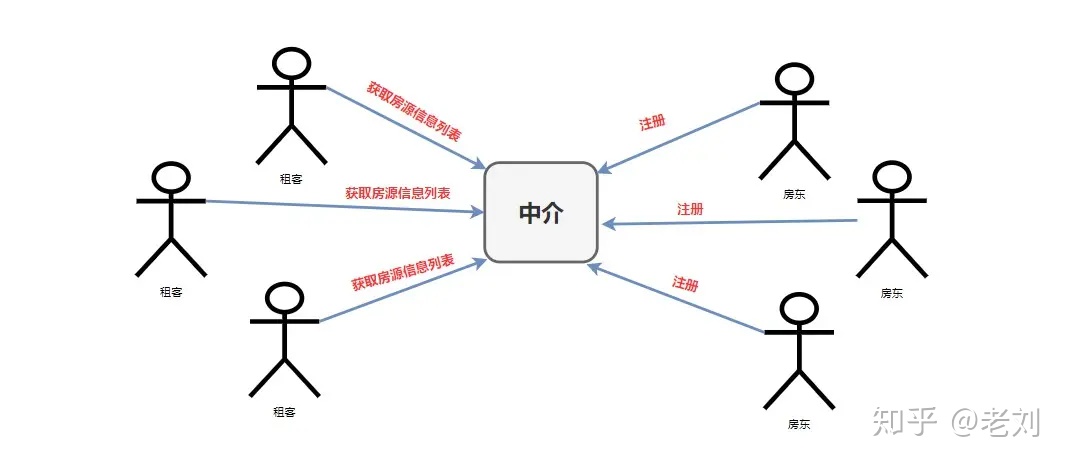 获取房源信息列表
注册
租客
房东
获取房源信息列表
中介
注册
租客
房东
获取房源信息列表
注册
租客
房东
知乎 @老刘